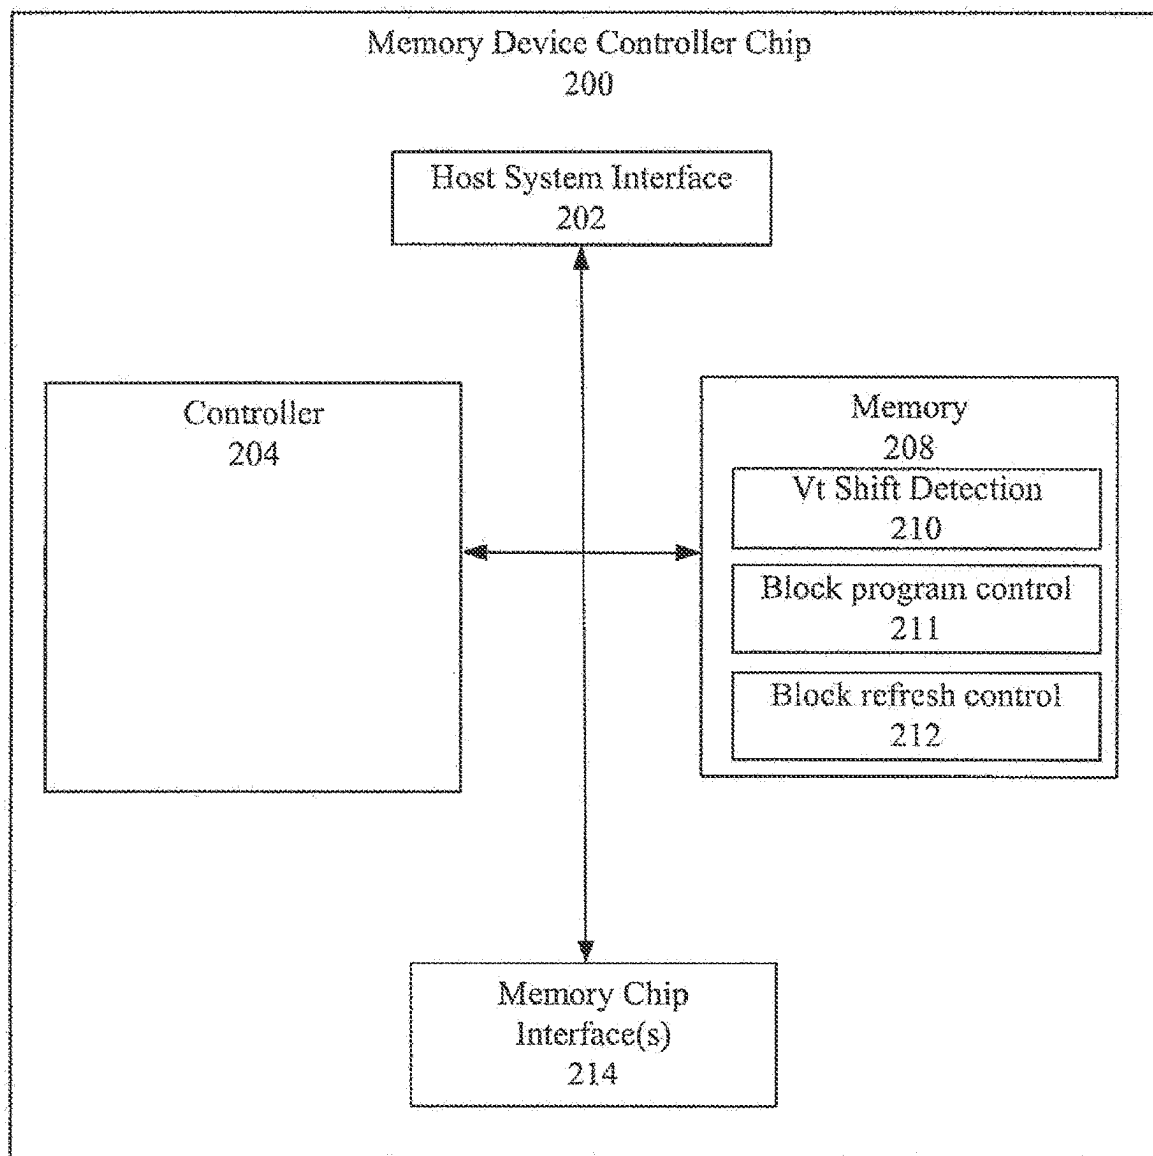 Memory Device Controller Chip
200
Host System Interface
202
Controller
204
Memory
208
Vt Shift Detection
210
Block program control
211
Block refresh control
212
Memory Chip
Interface(s)
214